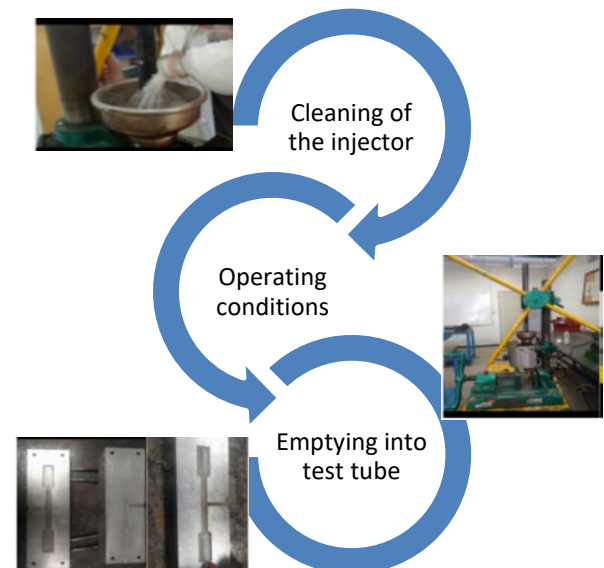 Cleaning of
the injector
Operating
conditions
Emptying into
test tube